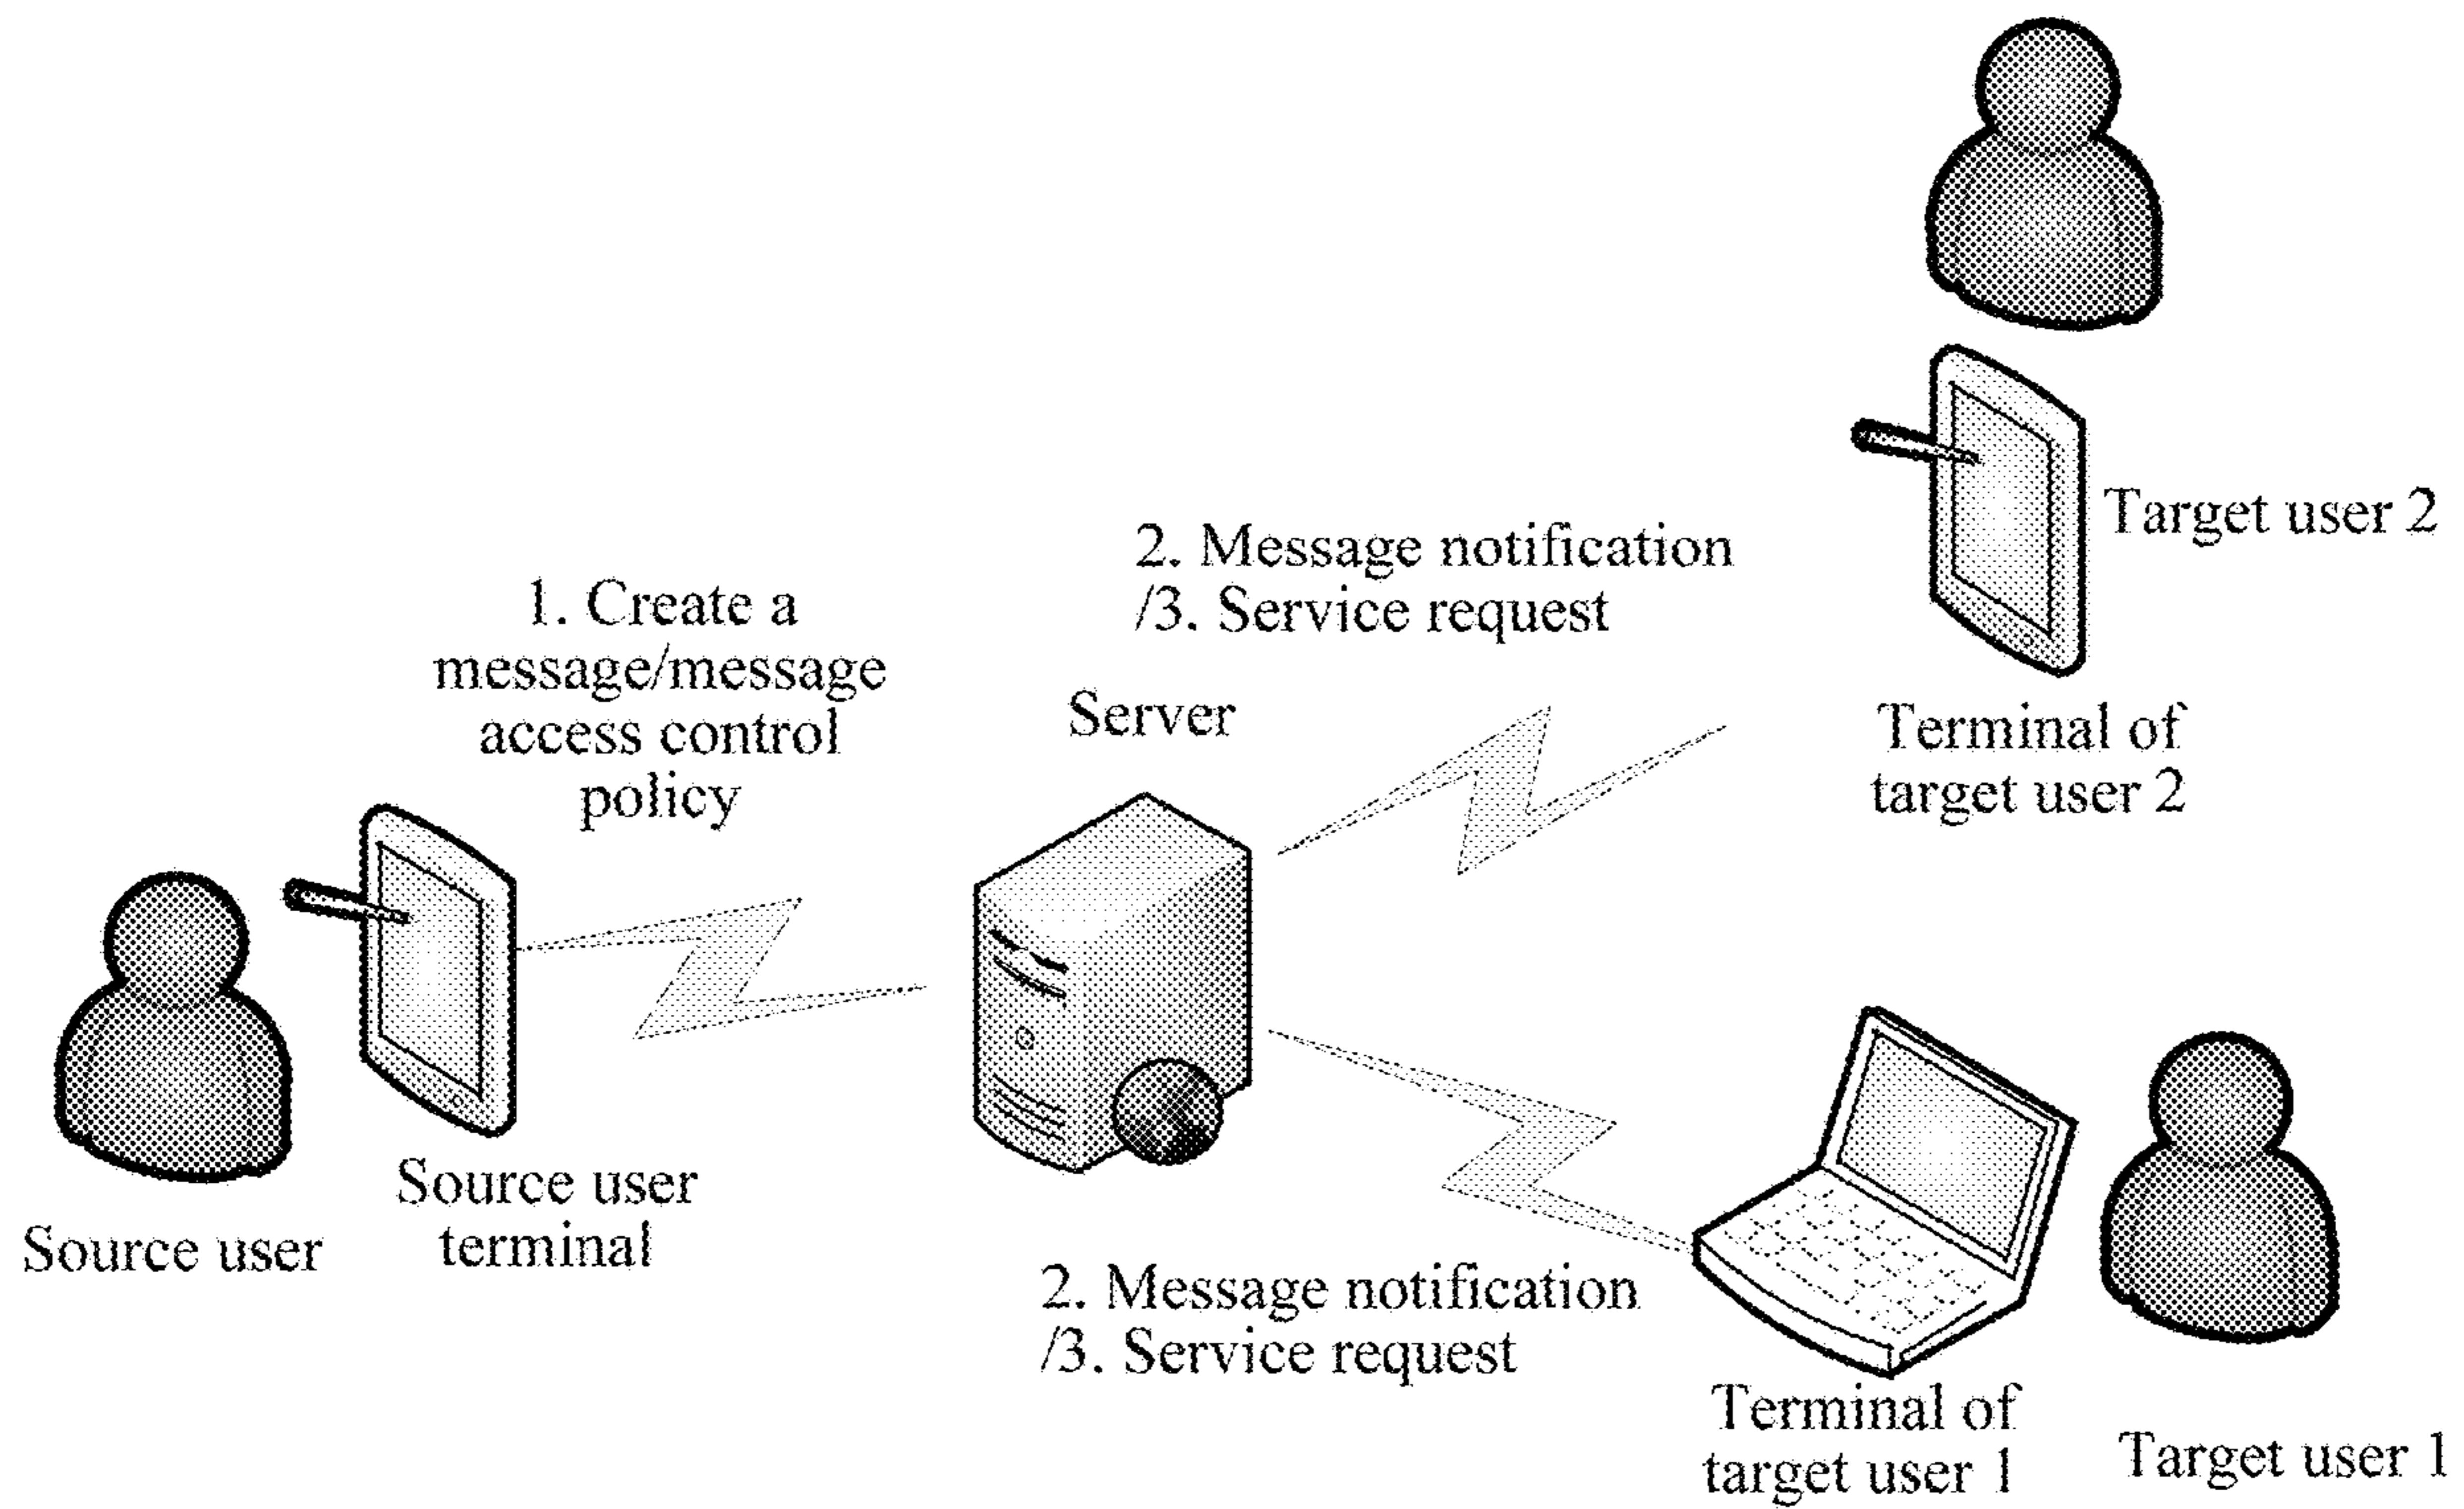 Target user 2
2. Message notification
/3. Service request
1. Create a
message/message
access control
policy
Server
Terminal of
target user 2
Source user
terminal
Source user
2. Message notification
/3. Service request
Terminal of
target user 1
Target user 1